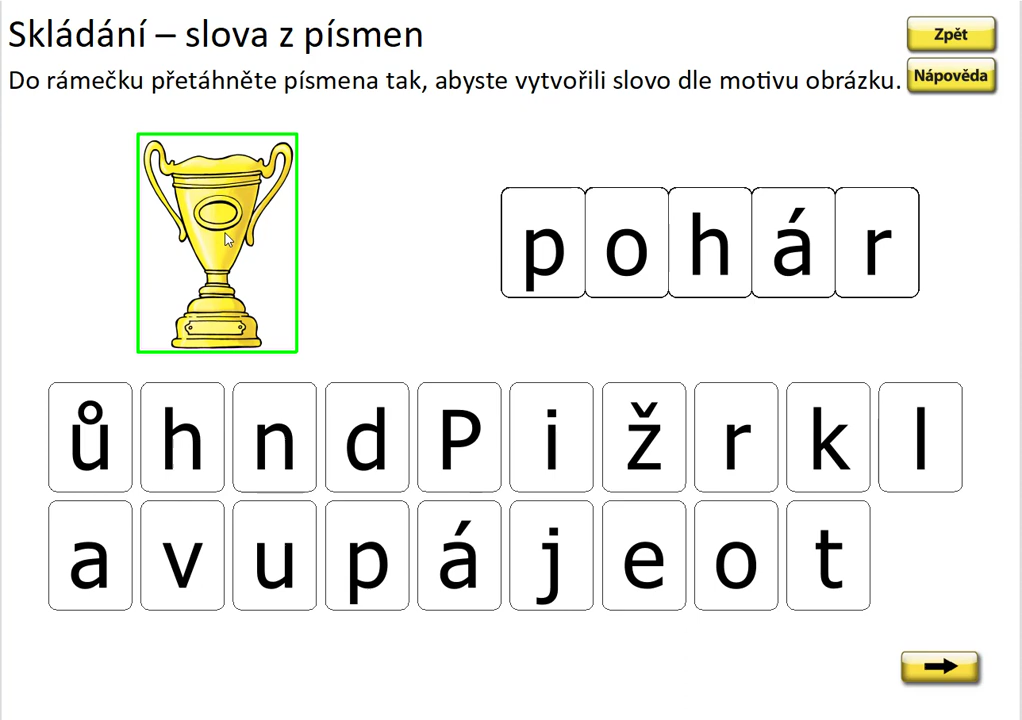 Skládání – slova z písmen
Zpět
Do rámečku přetáhněte písmena tak, abyste vytvořili slovo dle motivu obrázku.
Nápověda
p o h á r
ů h n d P i ž r k l
a v u p á j e o t